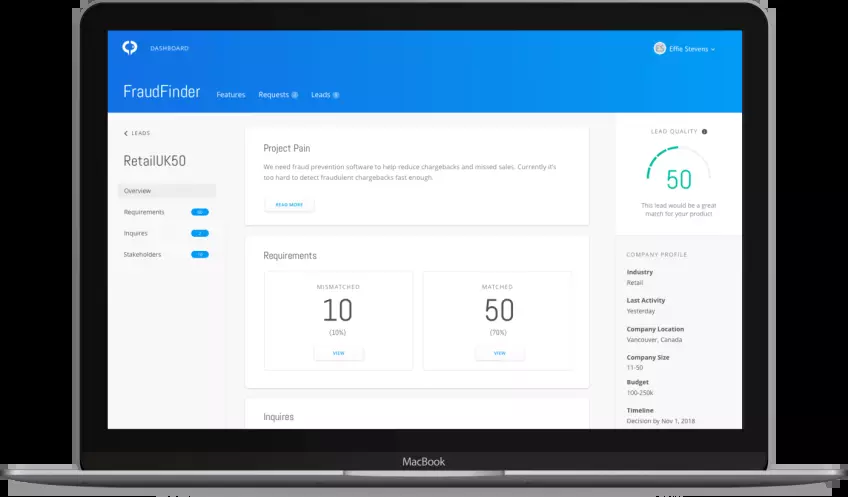 DASHBOARD
Effie Stevens
FraudFinder
Features
Requests
Leads
LEADS
RetailUK50
Overview
Requirements
Inquires
Stakeholders
Project Pain
We need fraud prevention software to help reduce chargebacks and missed sales. Currently it's
too hard to detect fraudulent chargebacks fast enough.
READ MORE
Requirements
MISMATCHED
10
(10%)
VIEW
MATCHED
50
(70%)
VIEW
Inquires
LEAD QUALITY
50
This lead would be a great
match for your product
COMPANY PROFILE
Industry
Retail
Last Activity
Yesterday
Company Location
Vancouver, Canada
Company Size
11-50
Budget
100-250k
Timeline
Decision by Nov 1, 2018
MacBook